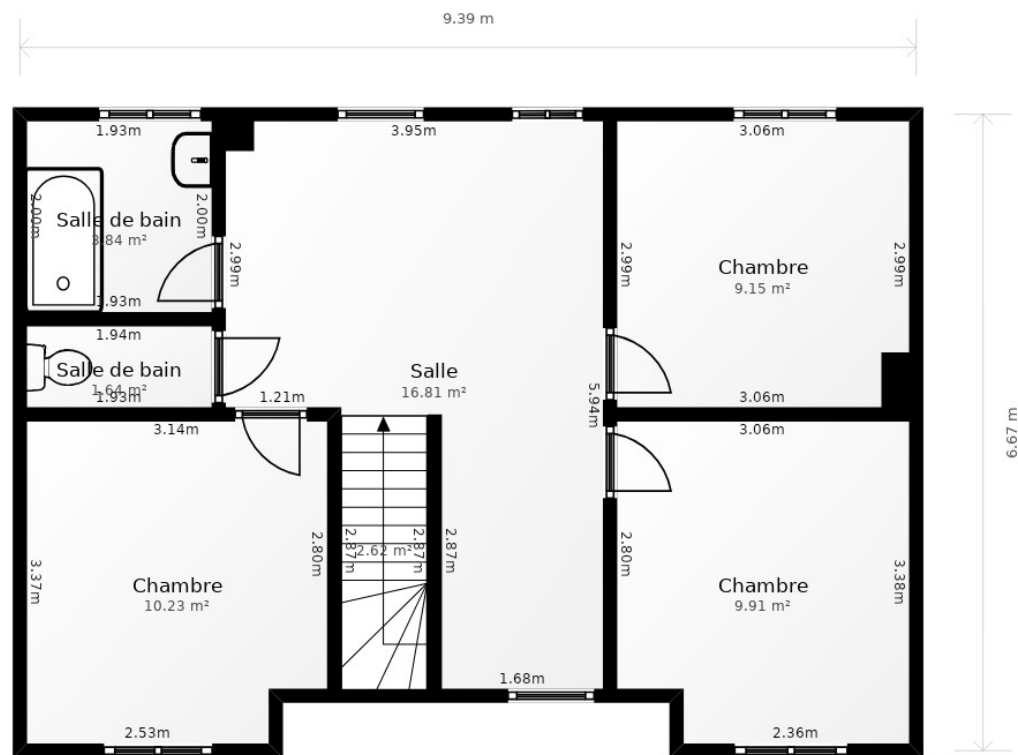 9.39 m
1.93m
3.95m
3.06m
2.00m
2.00m
Salle de bain
3.84 m²
2.99m
2.99m
2.99m
Chambre
9.15 m²
1.93m
1.94m
Salle de bain
1.64 m²
1.93m
1.21m
Salle
16.81 m²
5.94m
3.06m
6.67 m
3.14m
3.06m
3.37m
Chambre
10.23 m²
2.80m
2.87m
2.62 m²
2.87m
2.87m
2.80m
Chambre
9.91 m²
3.38m
1.68m
2.53m
2.36m